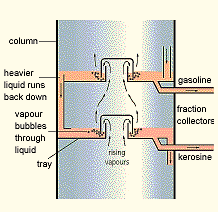 column
heavier
liquid runs
back down
gasoline
fraction
collectors
vapour
bubbles
through
liquid
tray
rising
vapours
kerosine